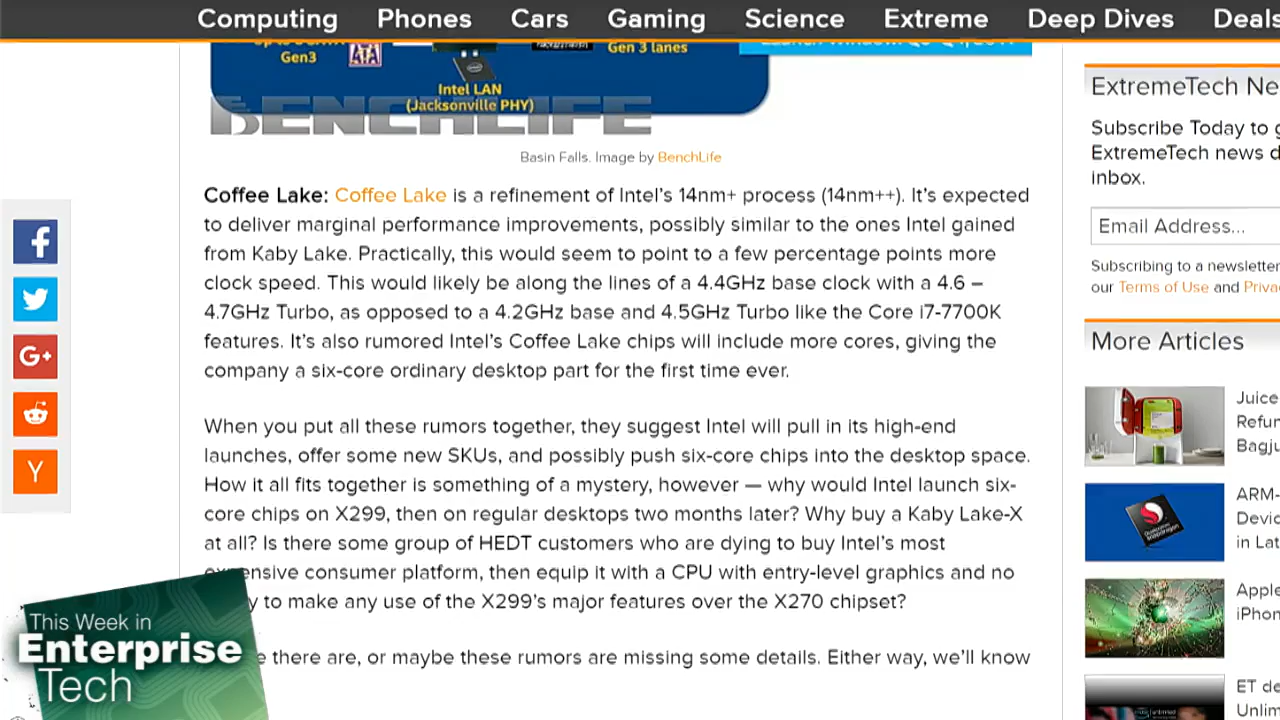 Computing Phones Cars Gaming Science Extreme Deep Dives Deals
Gen3
SATA
Gen 3 lanes
Intel LAN
(Jacksonville PHY)
BENCHLIFE
Basin Falls. Image by BenchLife
Coffee Lake: Coffee Lake is a refinement of Intel's 14nm+ process (14nm++). It's expected
to deliver marginal performance improvements, possibly similar to the ones Intel gained
from Kaby Lake. Practically, this would seem to point to a few percentage points more
clock speed. This would likely be along the lines of a 4.4GHz base clock with a 4.6 –
4.7GHz Turbo, as opposed to a 4.2GHz base and 4.5GHz Turbo like the Core i7-7700K
features. It's also rumored Intel's Coffee Lake chips will include more cores, giving the
company a six-core ordinary desktop part for the first time ever.
When you put all these rumors together, they suggest Intel will pull in its high-end
launches, offer some new SKUs, and possibly push six-core chips into the desktop space.
How it all fits together is something of a mystery, however — why would Intel launch six-
core chips on X299, then on regular desktops two months later? Why buy a Kaby Lake-X
at all? Is there some group of HEDT customers who are dying to buy Intel's most
expensive consumer platform, then equip it with a CPU with entry-level graphics and no
y to make any use of the X299's major features over the X270 chipset?
e there are, or maybe these rumors are missing some details. Either way, we'll know
This Week in
Enterprise
Tech
f
G+
Y
ExtremeTech Ne
Subscribe Today to g
ExtremeTech news d
inbox.
Email Address...
Subscribing to a newsletter
our Terms of Use and Priva
More Articles
Juice
Refun
Bagju
ARM-
Devic
in Lat
Apple
iPhon
ET de
Unlim